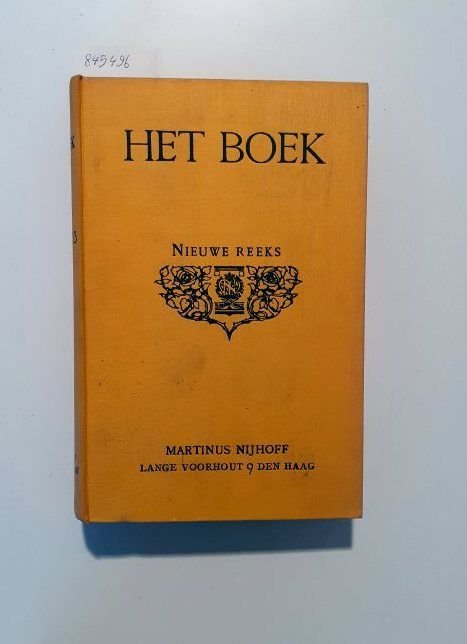 845496
HET BOEK
NIEUWE REEKS
MARTINUS NIJHOFF
LANGE VOORHOUT 9 DEN HAAG